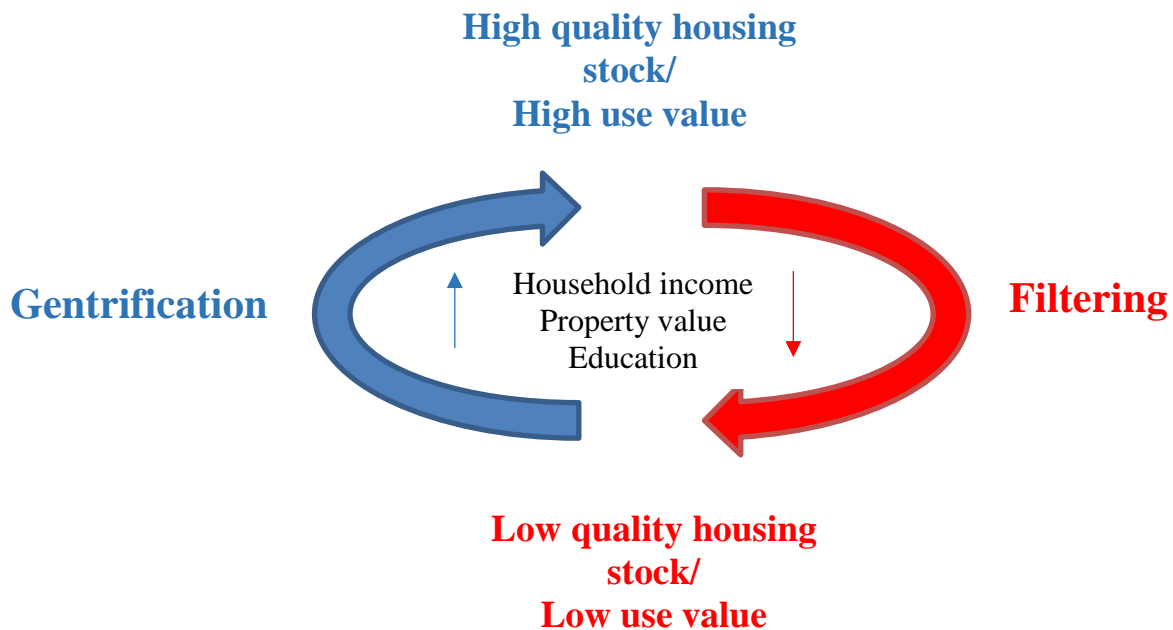 High quality housing
stock/
High use value
Gentrification
Household income
Property value
Education
Filtering
Low quality housing
stock/
Low use value